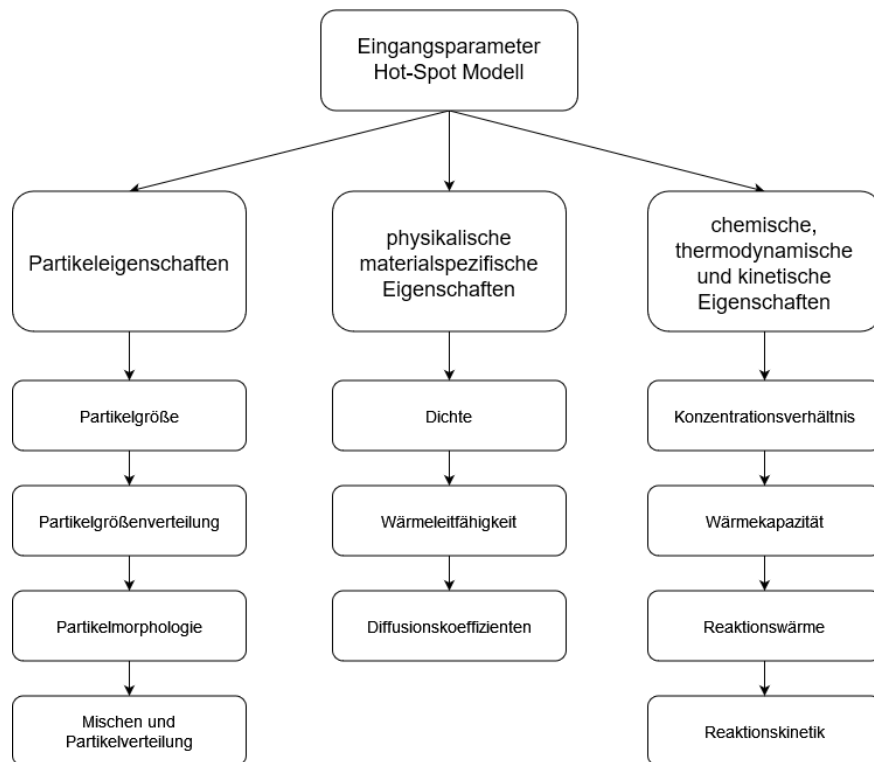 Eingangsparameter
Hot-Spot Modell
Partikeleigenschaften
physikalische
materialspezifische
Eigenschaften
chemische,
thermodynamische
und kinetische
Eigenschaften
Partikelgröße
Dichte
Konzentrationsverhältnis
Partikelgrößenverteilung
Wärmeleitfähigkeit
Wärmekapazität
Partikelmorphologie
Diffusionskoeffizienten
Reaktionswärme
Mischen und
Partikelverteilung
Reaktionskinetik